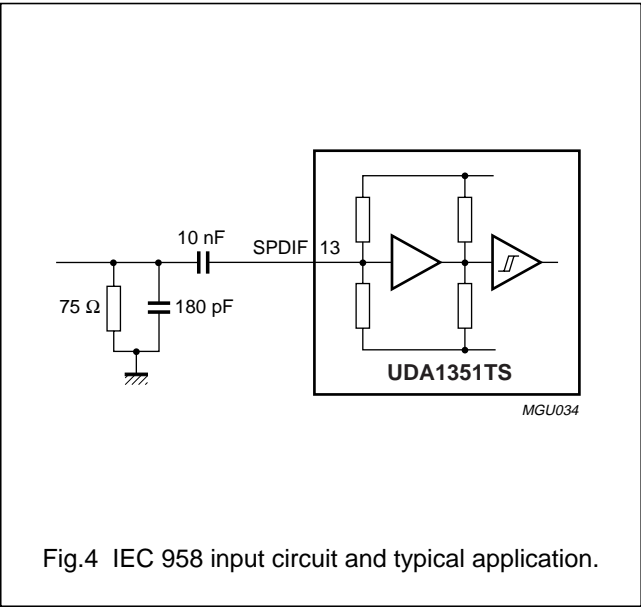 10 nF
SPDIF 13
75 Ω
180 pF
UDA1351TS
MGU034
Fig.4 IEC 958 input circuit and typical application.